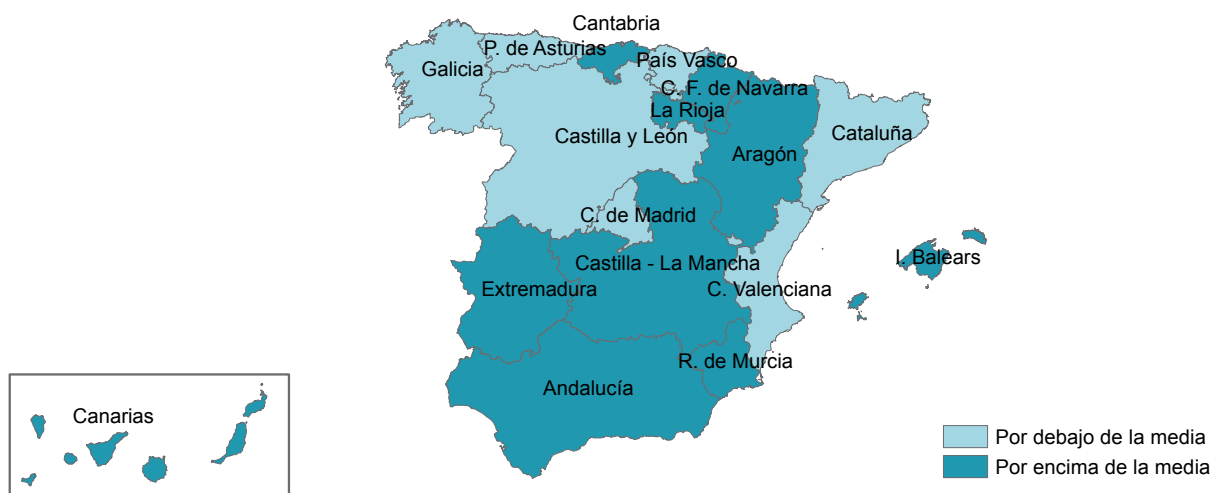 Cantabria
P. de Asturias
País Vasco
Galicia
C. F. de Navarra
La Rioja
Castilla y León
Cataluña
Aragón
C. de Madrid
I. Balears
Castilla - La Mancha
Extremadura
C. Valenciana
R. de Murcia
Andalucía
Canarias
Por debajo de la media
Por encima de la media